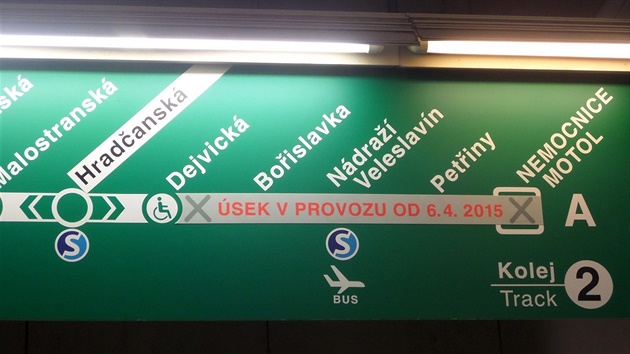 ská
Malostranská
Hradčanská
Dejvická
Bořislavka
Nádraží
Veleslavín
Petřiny
NEMOCNICE
MOTOL
ÚSEK V PROVOZU OD 6.4. 2015
A
S
S
BUS
Kolej
Track
2